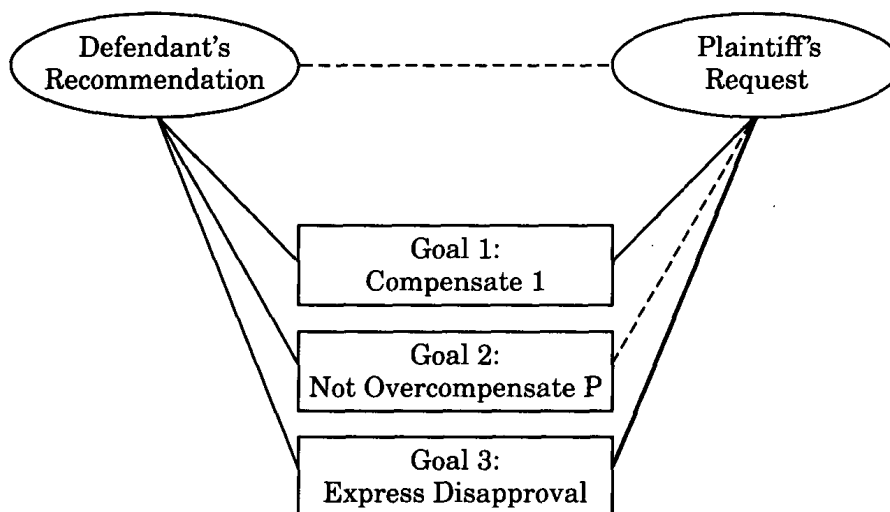 Defendant's
Recommendation
Plaintiff's
Request
Goal 1:
Compensate 1
Goal 2:
Not Overcompensate P
Goal 3:
Express Disapproval